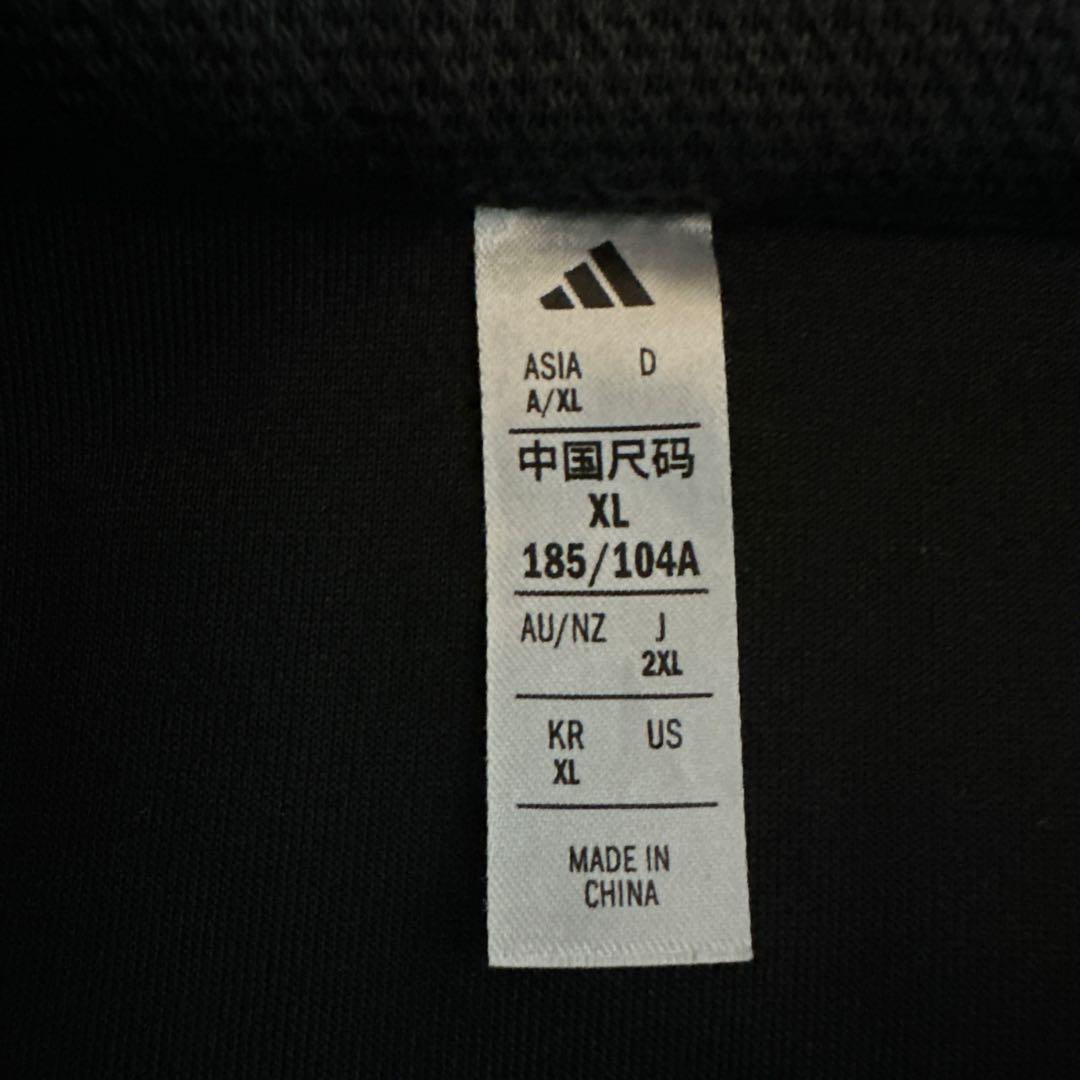 ASIA D
A/XL
中国尺码
XL
185/104A
AU/NZ J
2XL
KR US
XL
MADE IN
CHINA